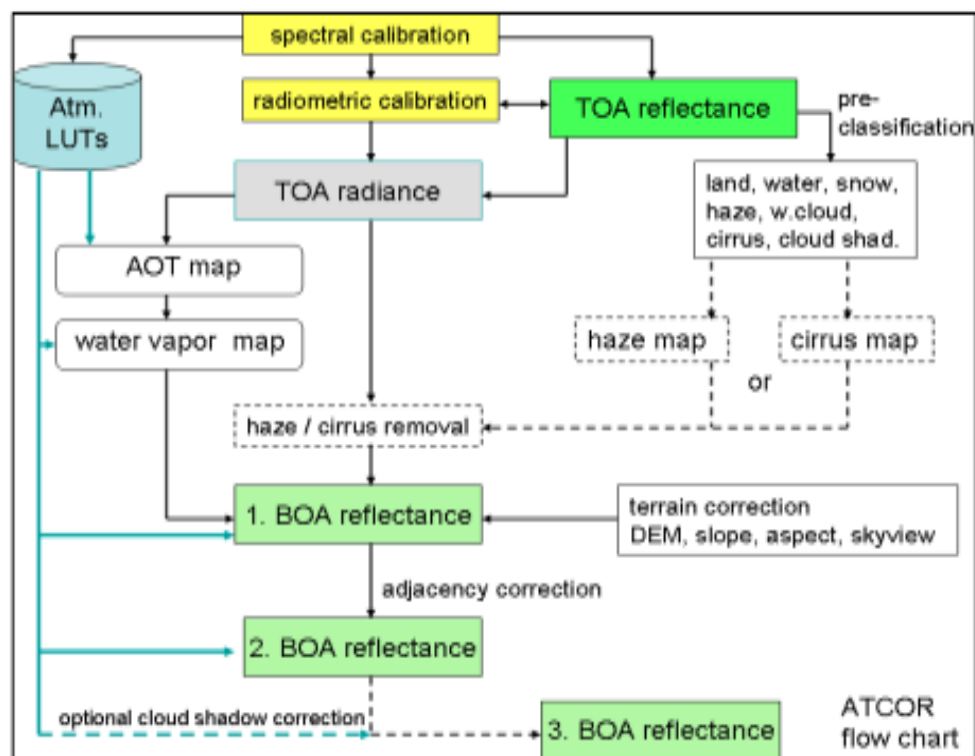 spectral calibration
Atm.
LUTs
radiometric calibration
TOA reflectance
pre-
classification
TOA radiance
land, water, snow,
haze, w.cloud,
cirrus, cloud shad.
AOT map
water vapor map
haze map
cirrus map
or
haze / cirrus removal
1. BOA reflectance
terrain correction
DEM, slope, aspect, skyview
adjacency correction
2. BOA reflectance
optional cloud shadow correction
3. BOA reflectance
ATCOR
flow chart